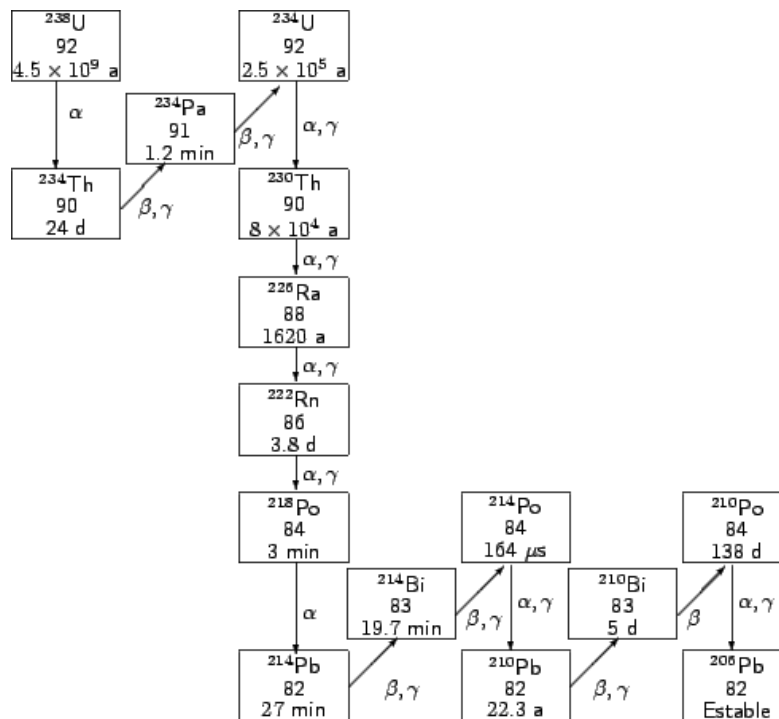 ²³⁸U
92
4.5 × 10⁹ a
²³⁴U
92
2.5 × 10⁵ a
α
²³⁴Pa
91
1.2 min
β, γ
α, γ
²³⁴Th
90
24 d
β, γ
²³⁰Th
90
8 × 10⁴ a
α, γ
²²⁶Ra
88
1620 a
α, γ
²²²Rn
86
3.8 d
α, γ
²¹⁸Po
84
3 min
²¹⁴Po
84
164 μs
²¹⁰Po
84
138 d
α
²¹⁴Bi
83
19.7 min
β, γ
α, γ
²¹⁰Bi
83
5 d
β
α, γ
²¹⁴Pb
82
27 min
β, γ
²¹⁰Pb
82
22.3 a
β, γ
²⁰⁶Pb
82
Estable